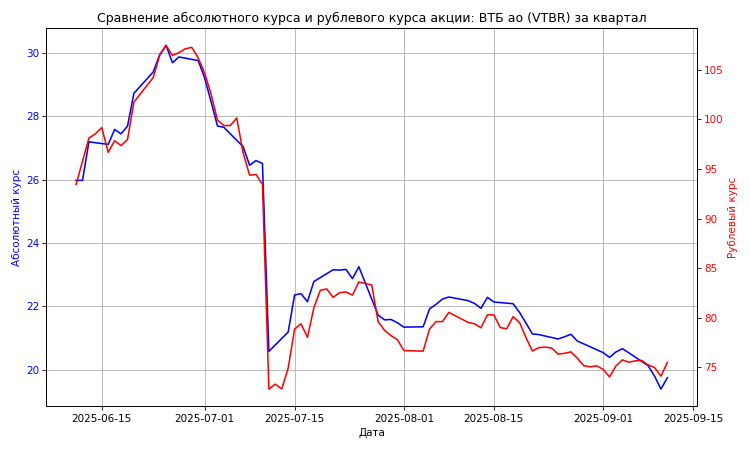 Сравнение абсолютного курса и рублевого курса акции: ВТБ ао (VTBR) за квартал
30
28
26
24
22
20
Абсолютный курс
105
100
95
90
85
80
75
Рублевый курс
2025-06-15 2025-07-01 2025-07-15 2025-08-01 2025-08-15 2025-09-01 2025-09-15
Дата